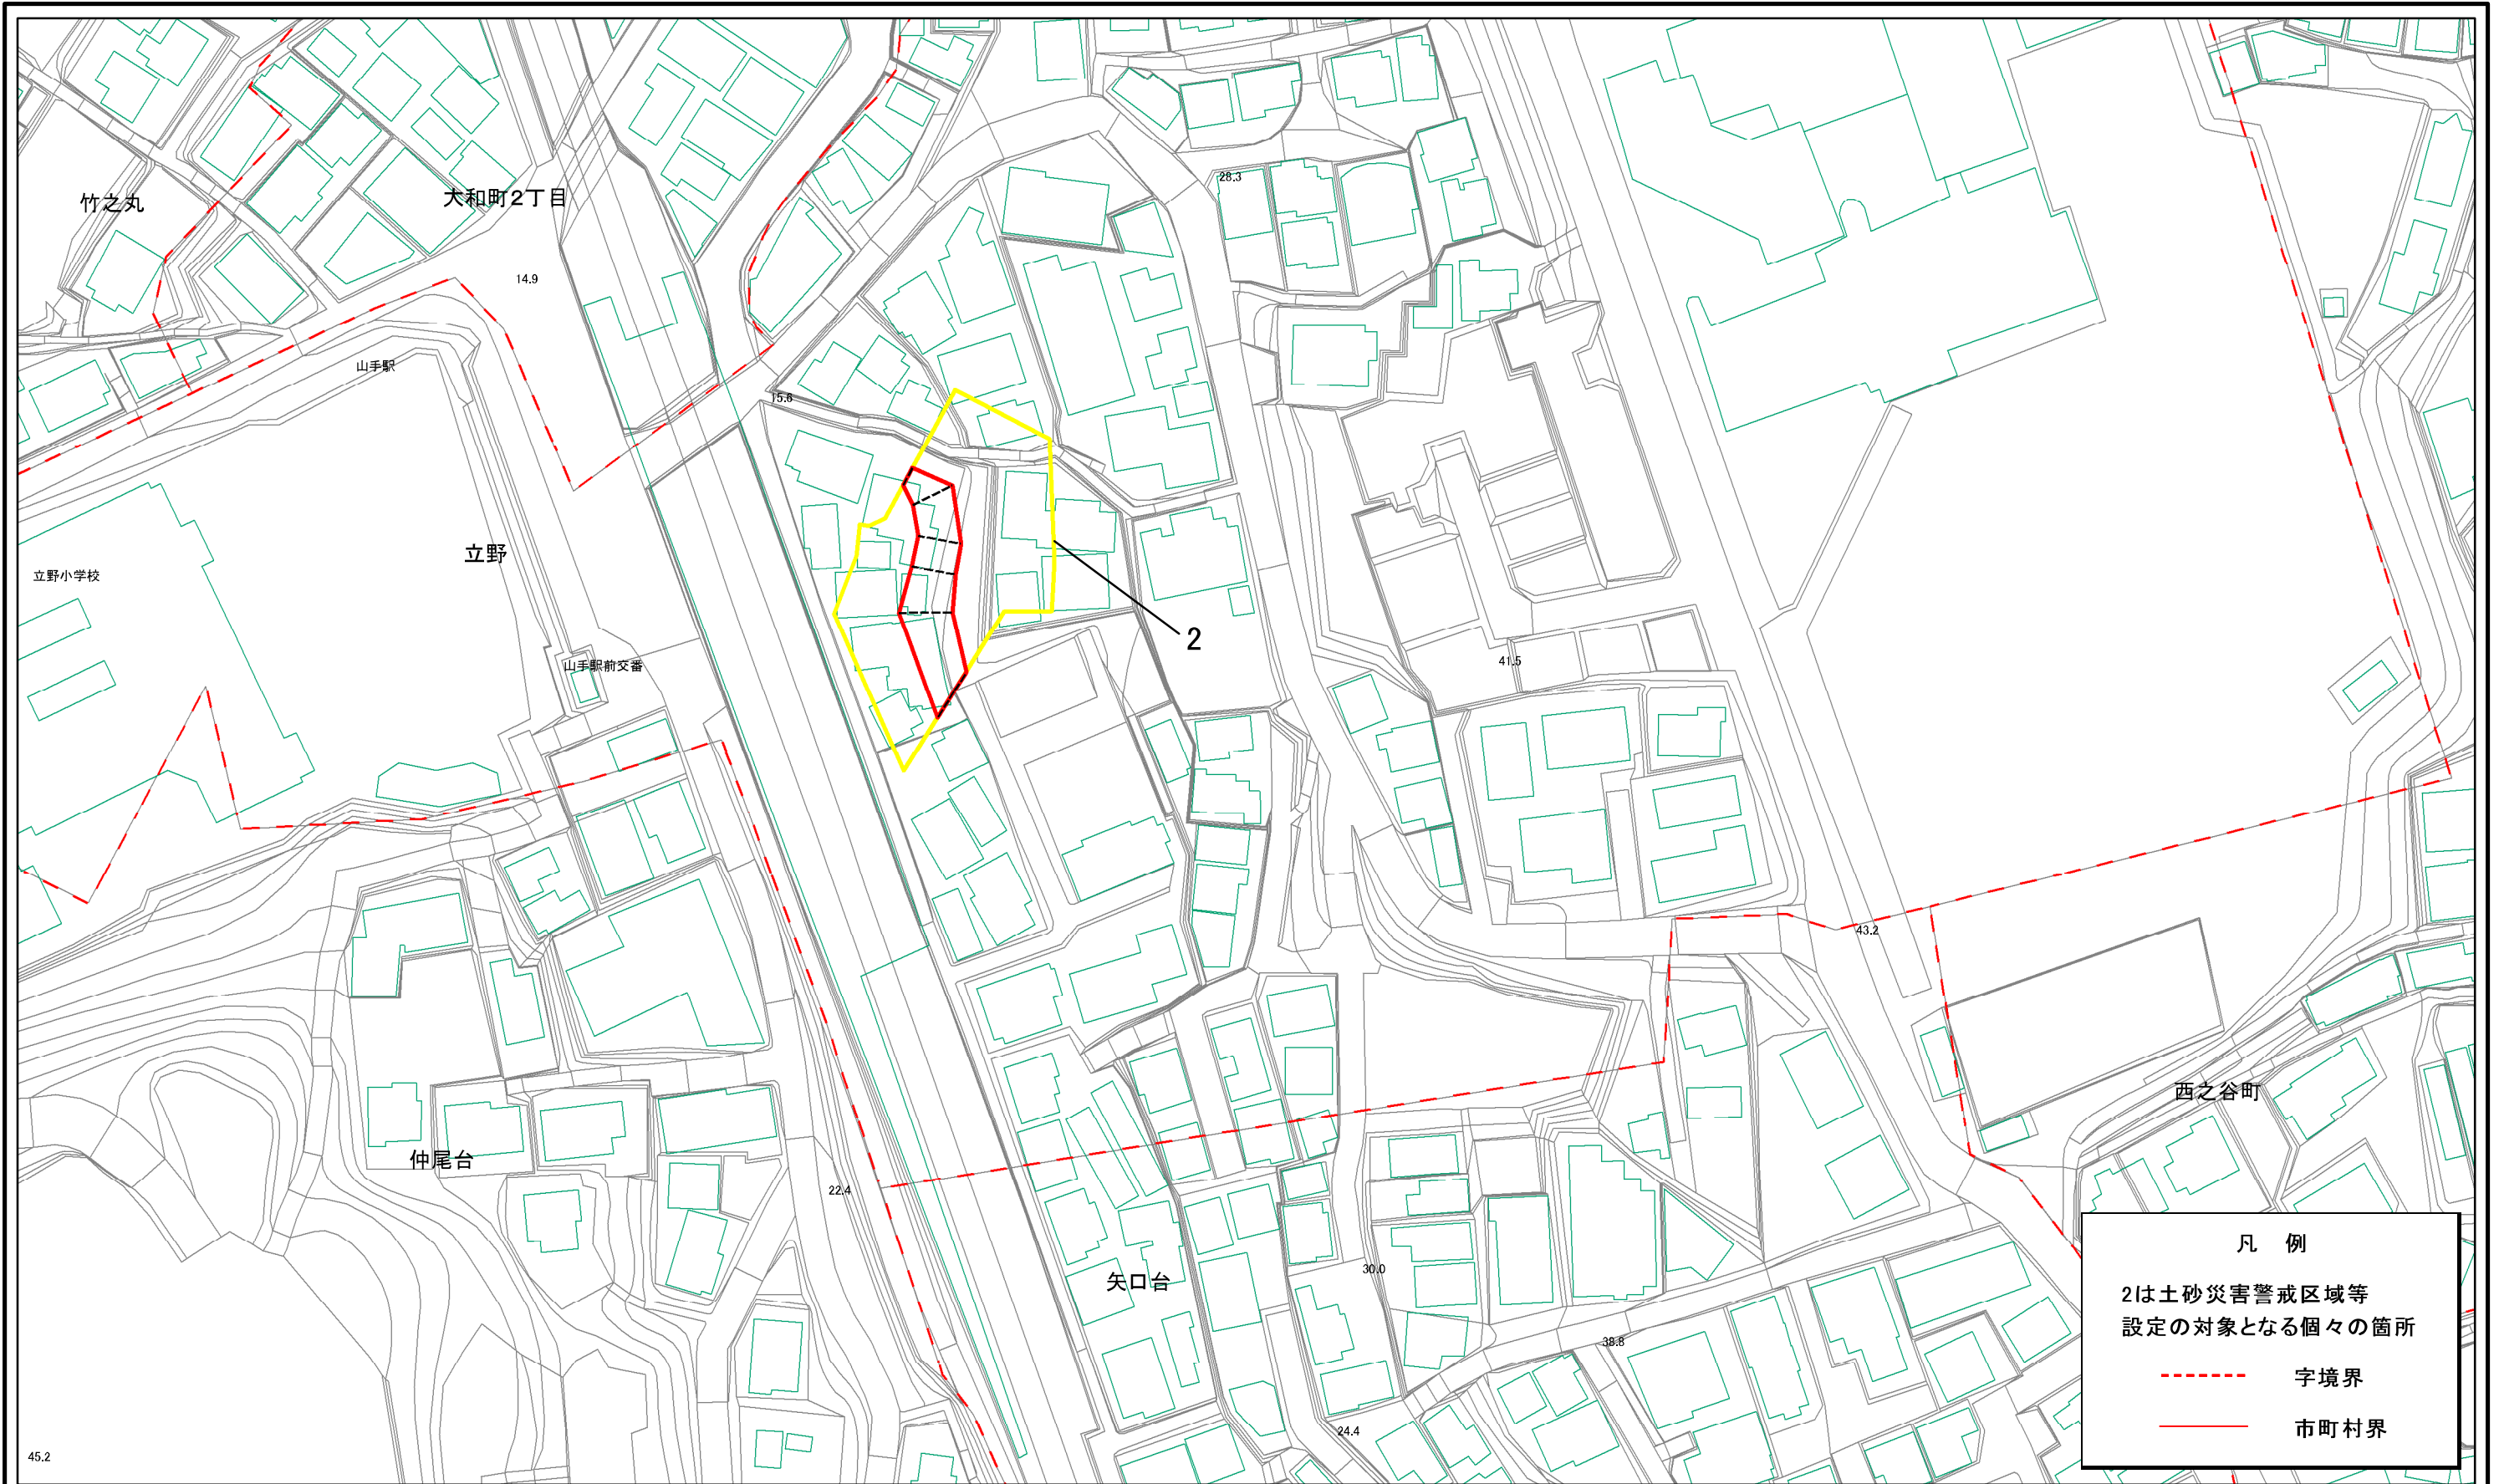 竹之丸
大和町2丁目
28.3
14.9
山手駅
15.6
立野
立野小学校
2
山手駅前交番
41.5
43.2
西之谷町
仲尾台
22.4
矢口台
30.0
38.8
24.4
45.2
凡 例
2は土砂災害警戒区域等
設定の対象となる個々の箇所
字境界
市町村界